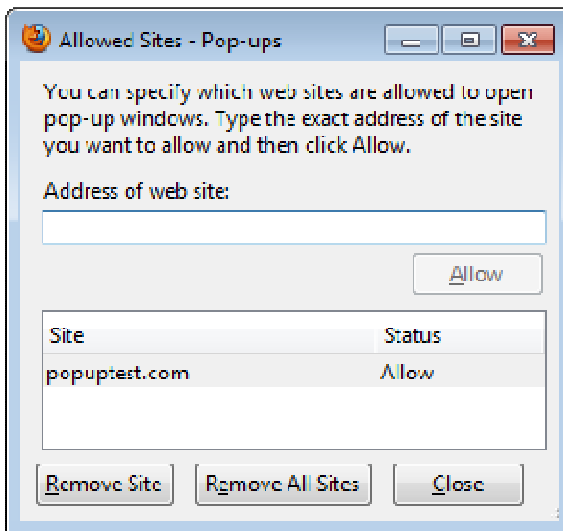 Allowed Sites - Pop-ups
You can specify which web sites are allowed to open
pop-up windows. Type the exact address of the site
you want to allow and then click Allow.
Address of web site:
Allow
Site Status
popuptest.com Allow
Remove Site Remove All Sites Close